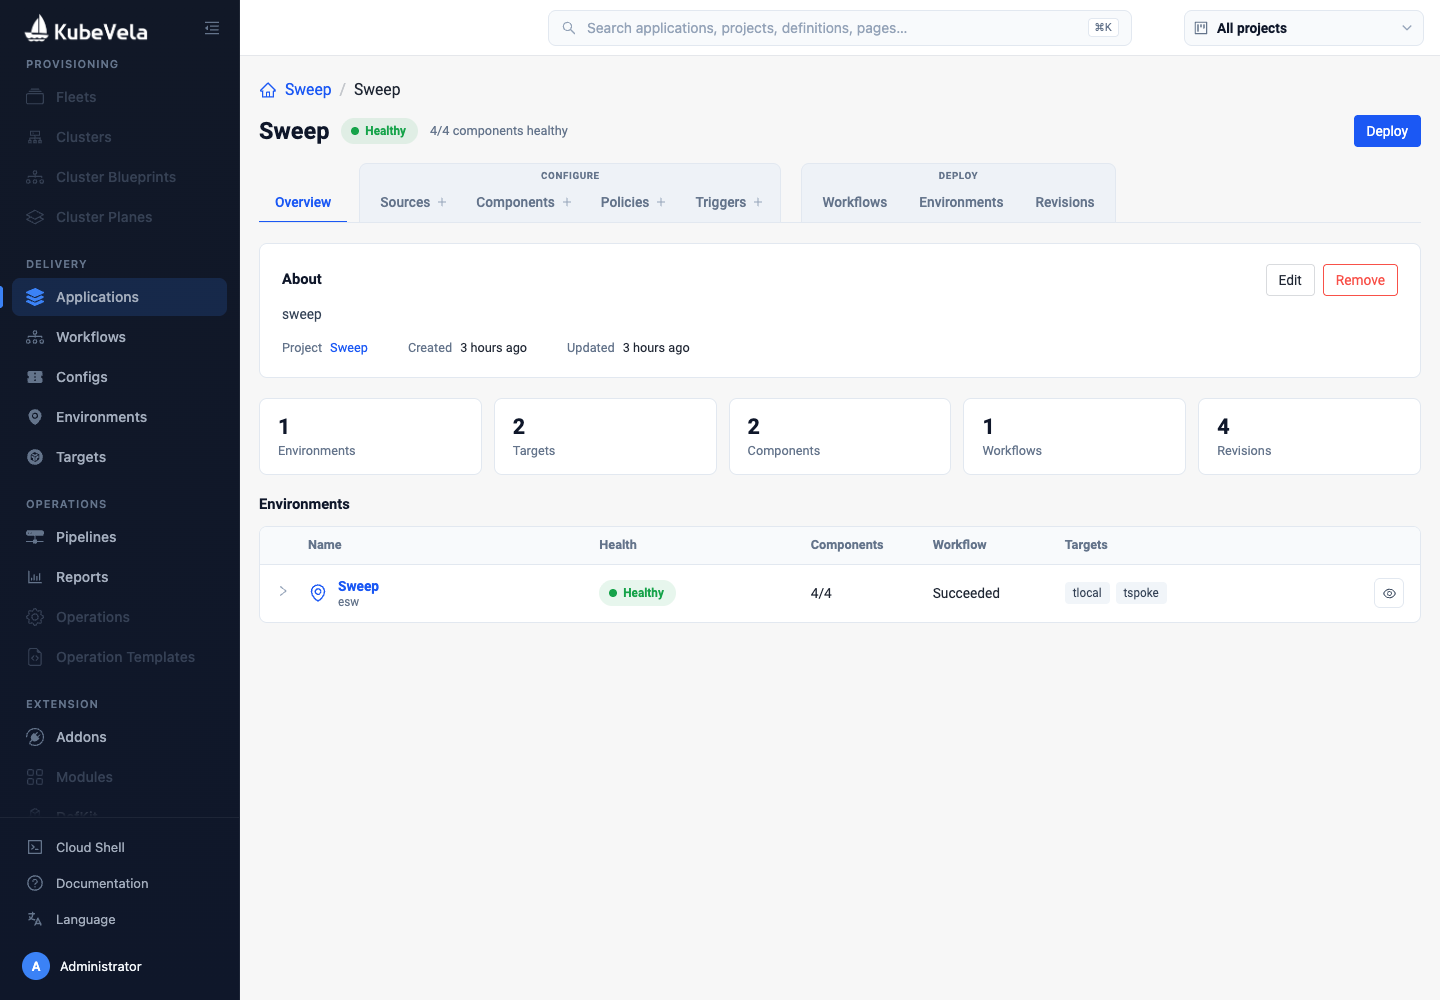 KubeVela
Search applications, projects, definitions, pages...
⌘K
All projects
PROVISIONING
Fleets
Clusters
Cluster Blueprints
Cluster Planes
DELIVERY
Applications
Workflows
Configs
Environments
Targets
OPERATIONS
Pipelines
Reports
Operations
Operation Templates
EXTENSION
Addons
Modules
Cloud Shell
Documentation
Language
A Administrator
Sweep / Sweep
Sweep Healthy 4/4 components healthy
Deploy
CONFIGURE
DEPLOY
Overview Sources + Components + Policies + Triggers + Workflows Environments Revisions
About
Edit Remove
sweep
Project Sweep Created 3 hours ago Updated 3 hours ago
1
Environments
2
Targets
2
Components
1
Workflows
4
Revisions
Environments
Name Health Components Workflow Targets
Sweep Healthy 4/4 Succeeded tlocal tspoke
esw